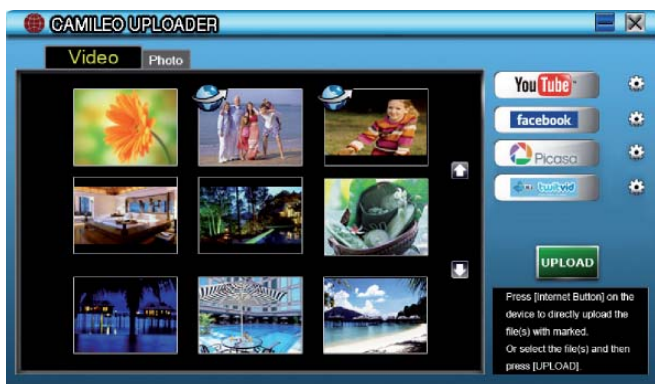 CAMILEO UPLOADER
Video
Photo
YouTube
facebook
Picasa
twitvid
UPLOAD
Press [Internet Button] on the
device to directly upload the
file(s) with marked.
Or select the file(s) and then
press [UPLOAD].